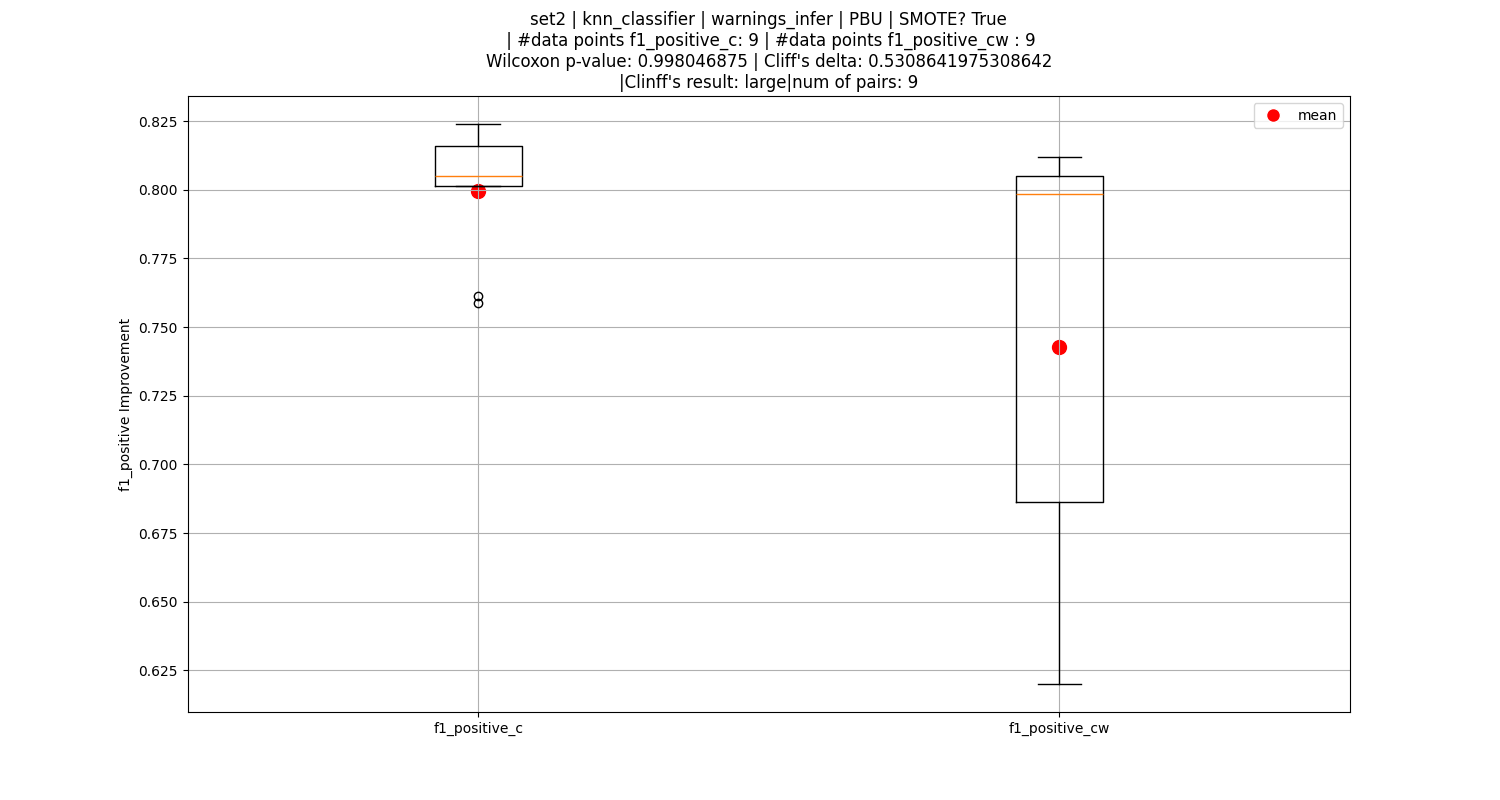 set2 | knn_classifier | warnings_infer | PBU | SMOTE? True
| #data points f1_positive_c: 9 | #data points f1_positive_cw : 9
Wilcoxon p-value: 0.998046875 | Cliff's delta: 0.5308641975308642
|Clinff's result: large|num of pairs: 9
mean
0.825
0.800
0.775
0.750
0.725
0.700
0.675
0.650
0.625
f1_positive Improvement
f1_positive_c
f1_positive_cw